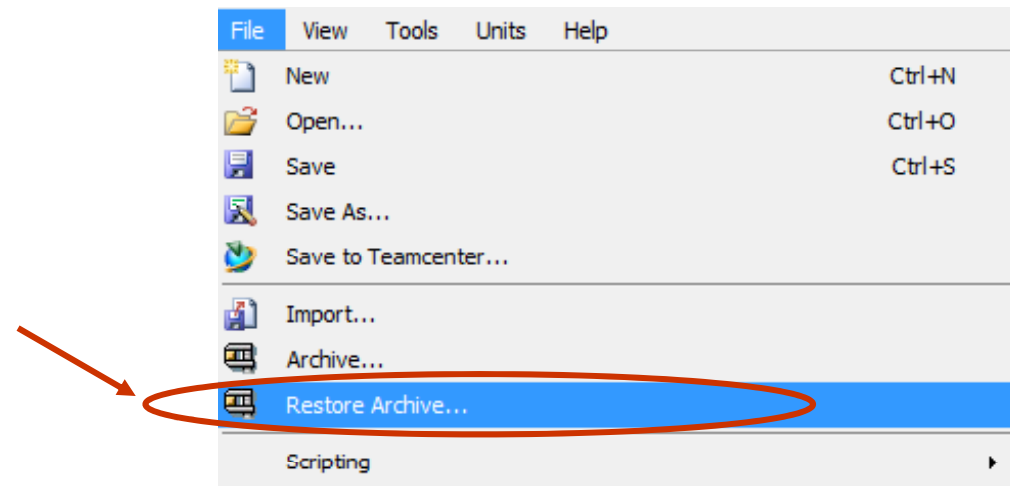 File View Tools Units Help
New Ctrl+N
Open... Ctrl+O
Save Ctrl+S
Save As...
Save to Teamcenter...
Import...
Archive...
Restore Archive...
Scripting